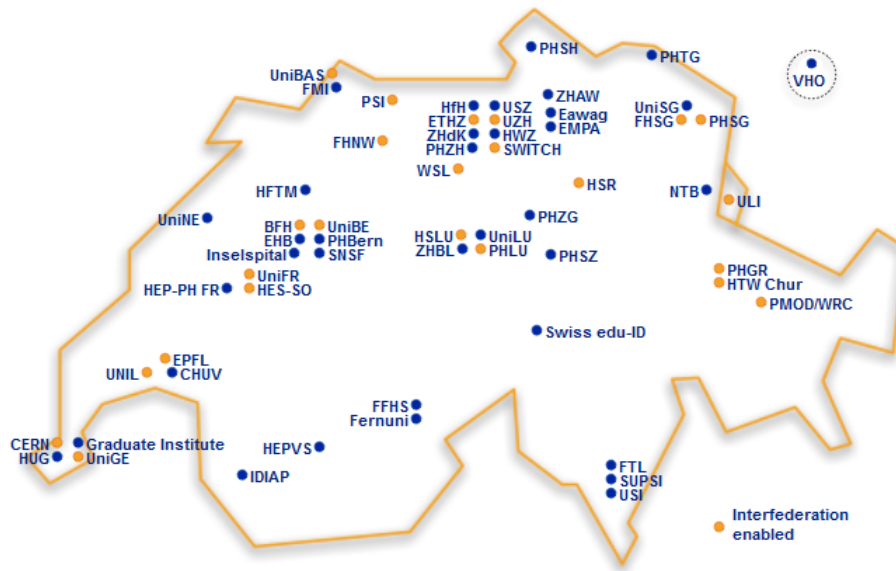 PHSH
PHTG
VHO
UniBAS
FMI
PSI
ZHAW
HfH
USZ
Eawag
UniSG
ETHZ
UZH
EMPA
FHSG
PHSG
ZHdK
HWZ
FHNW
PHZH
SWITCH
WSL
HSR
HFTM
NTB
ULI
UniNE
PHZG
BFH
UniBE
HSLU
UniLU
EHB
PHBern
ZHBL
PHLU
Inselspital
SNSF
PHSZ
UniFR
PHGR
HEP-PH FR
HES-SO
HTW Chur
PMOD/WRC
Swiss edu-ID
EPFL
UNIL
CHUV
FFHS
Fernuni
CERN
Graduate Institute
HEPVS
HUG
UniGE
FTL
IDIAP
SUPSI
USI
Interfederation
enabled